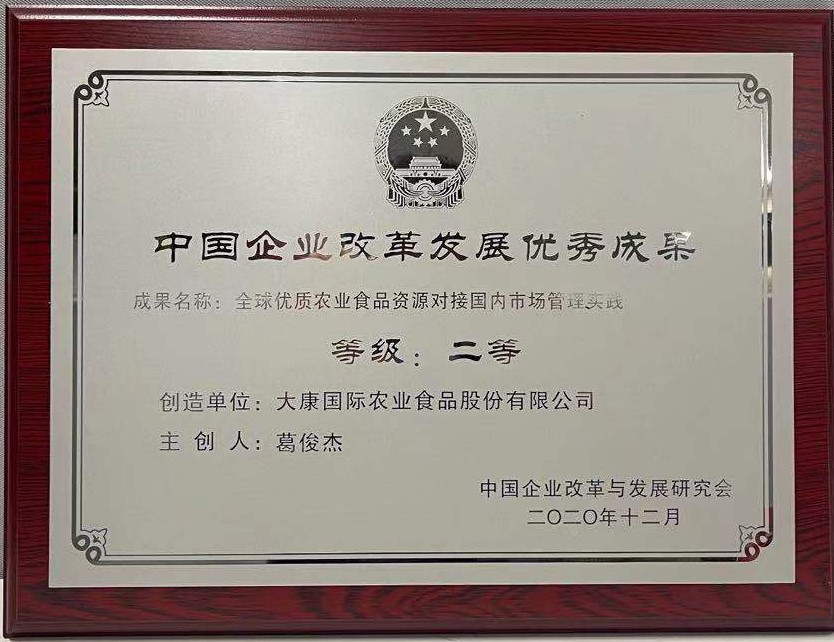 中国企业改革发展优秀成果
成果名称：全球优质农业食品资源对接国内市场管理实践
等级：二等
创造单位：大康国际农业食品股份有限公司
主 创 人：葛俊杰
中国企业改革与发展研究会
二〇二〇年十二月